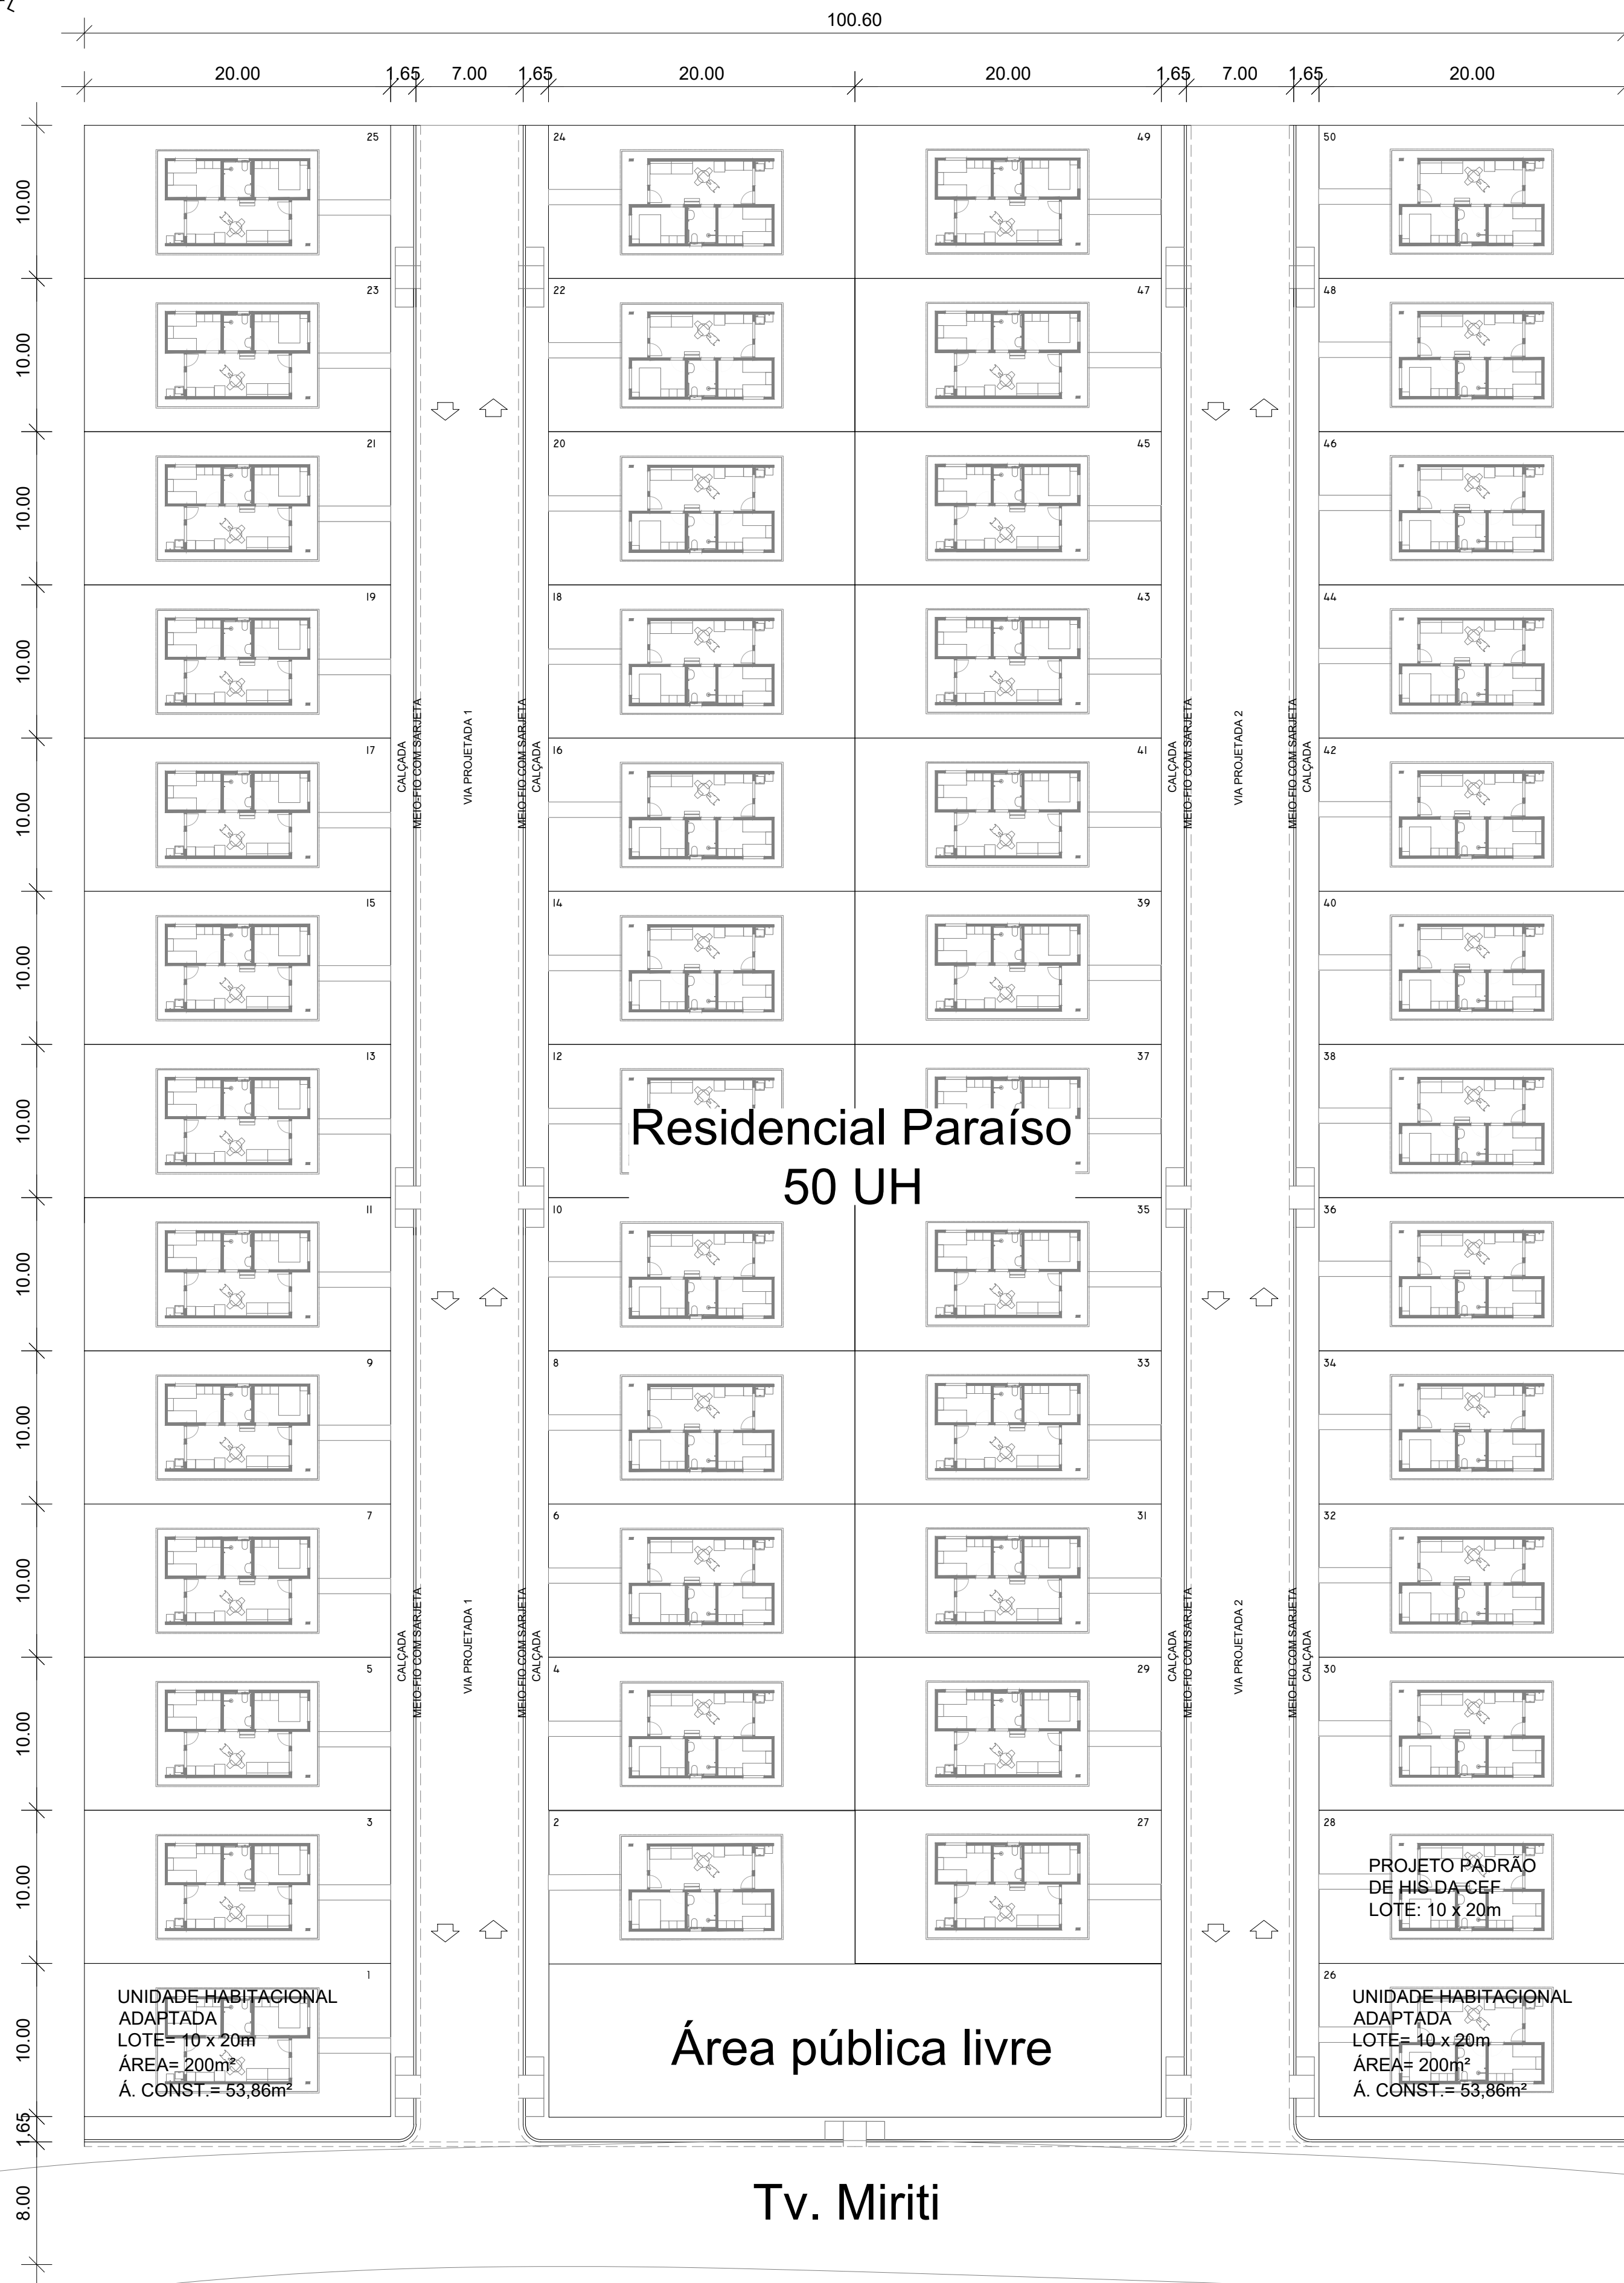 100.60
20.00 1.65 7.00 1.65 20.00 20.00 1.65 7.00 1.65 20.00
25 24 49 50
10.00
23 22 47 48
10.00
21 20 45 46
10.00
19 18 43 44
10.00
17 16 41 42
10.00
CALÇADA
MEIO-FIO COM SARJETA
VIA PROJETADA 1
MEIO-FIO COM SARJETA
CALÇADA
CALÇADA
MEIO-FIO COM SARJETA
VIA PROJETADA 2
MEIO-FIO COM SARJETA
CALÇADA
15 14 39 40
10.00
13 12 37 38
10.00
Residencial Paraíso
50 UH
11 10 35 36
10.00
9 8 33 34
10.00
7 6 31 32
10.00
CALÇADA
MEIO-FIO COM SARJETA
VIA PROJETADA 1
MEIO-FIO COM SARJETA
CALÇADA
CALÇADA
MEIO-FIO COM SARJETA
VIA PROJETADA 2
MEIO-FIO COM SARJETA
CALÇADA
5 4 29 30
10.00
3 2 27 28
10.00
PROJETO PADRÃO
DE HIS DA CEF
LOTE: 10 x 20m
1 26
10.00
UNIDADE HABITACIONAL
ADAPTADA
LOTE= 10 x 20m
ÁREA= 200m²
Á. CONST.= 53,86m²
Área pública livre
UNIDADE HABITACIONAL
ADAPTADA
LOTE= 10 x 20m
ÁREA= 200m²
Á. CONST.= 53,86m²
1.65
8.00
Tv. Miriti